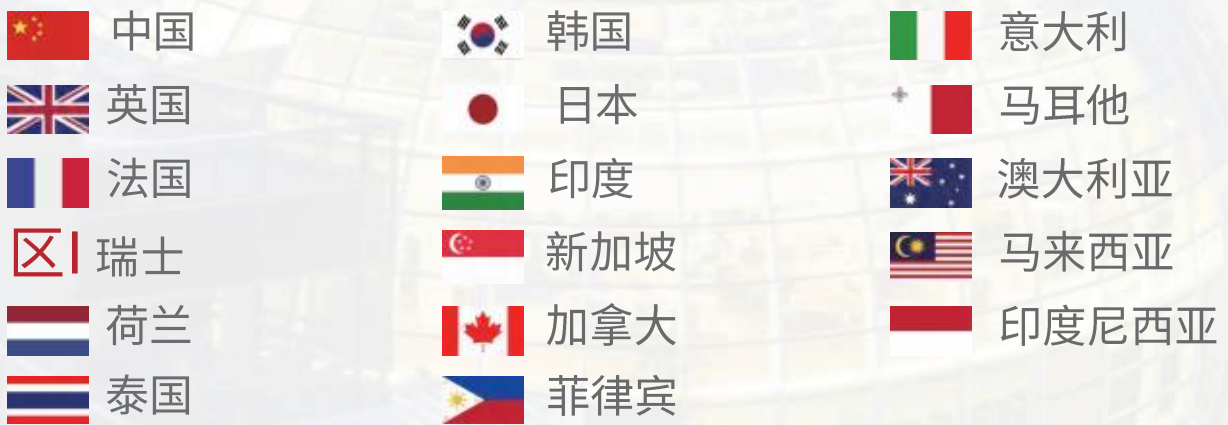 中国 韩国 意大利
英国 日本 马耳他
法国 印度 澳大利亚
区I 瑞士 新加坡 马来西亚
荷兰 加拿大 印度尼西亚
泰国 菲律宾